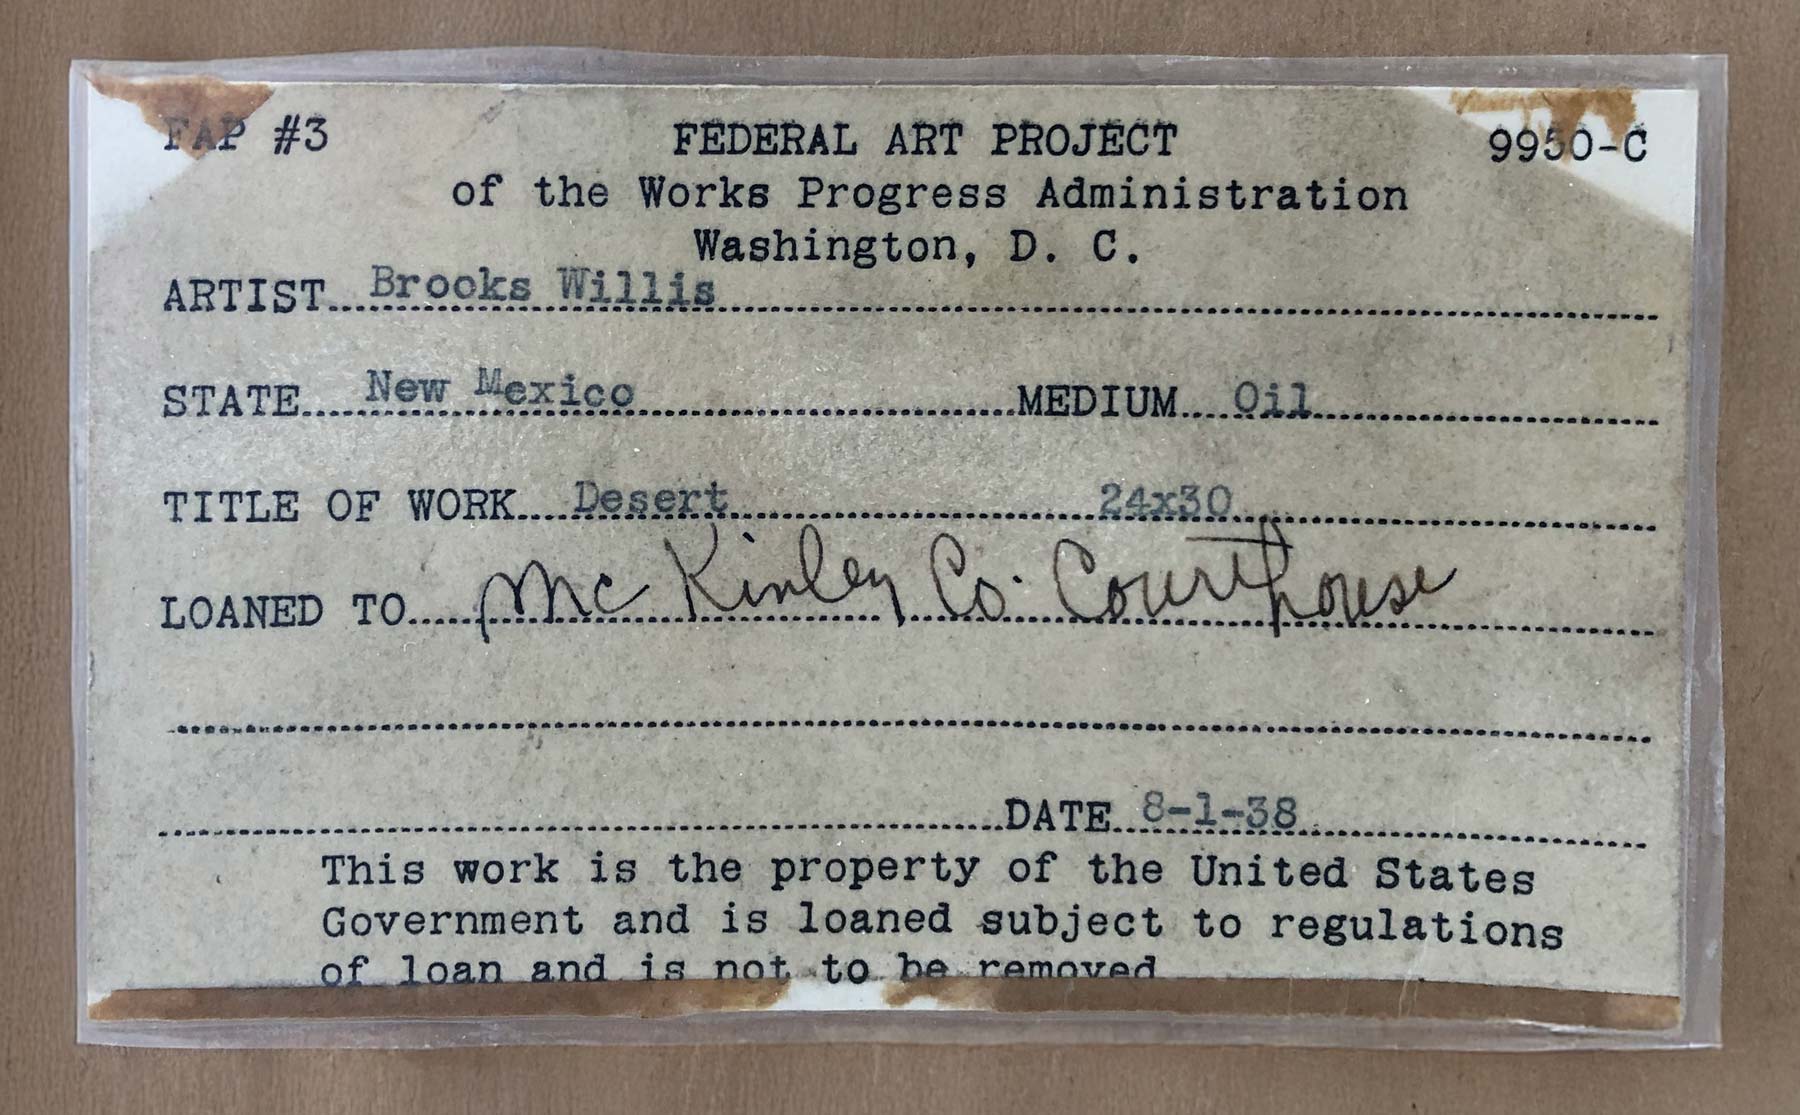 FAP #3 FEDERAL ART PROJECT 9950-C
of the Works Progress Administration
Washington, D. C.
ARTIST Brooks Willis
STATE New Mexico MEDIUM Oil
TITLE OF WORK Desert 24x30
LOANED TO McKinley Co. Courthouse
DATE 8-1-38
This work is the property of the United States
Government and is loaned subject to regulations
of loan and is not to be removed